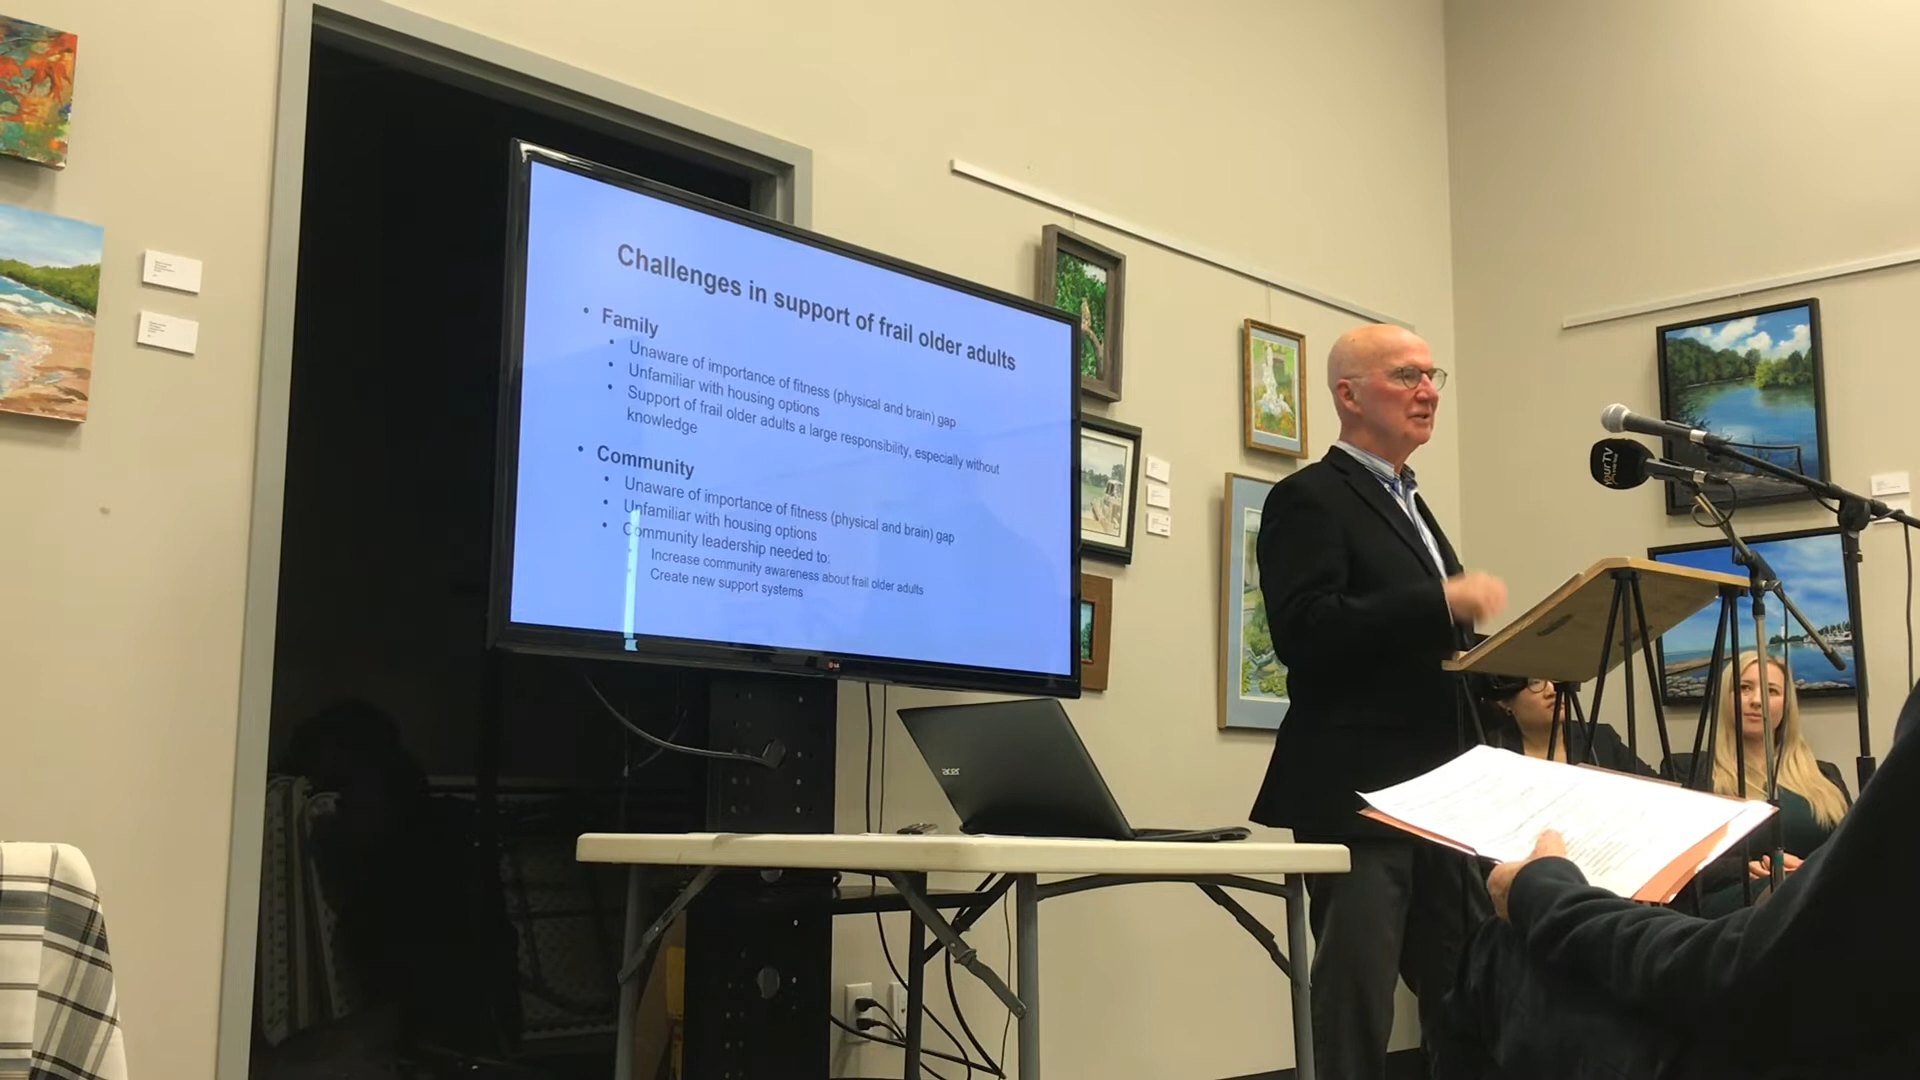 Challenges in support of frail older adults
• Family
• Unaware of importance of fitness (physical and brain) gap
• Unfamiliar with housing options
• Support of frail older adults a large responsibility, especially without
knowledge
• Community
• Unaware of importance of fitness (physical and brain) gap
• Unfamiliar with housing options
• Community leadership needed to:
Increase community awareness about frail older adults
Create new support systems
LG
acer
yourTV